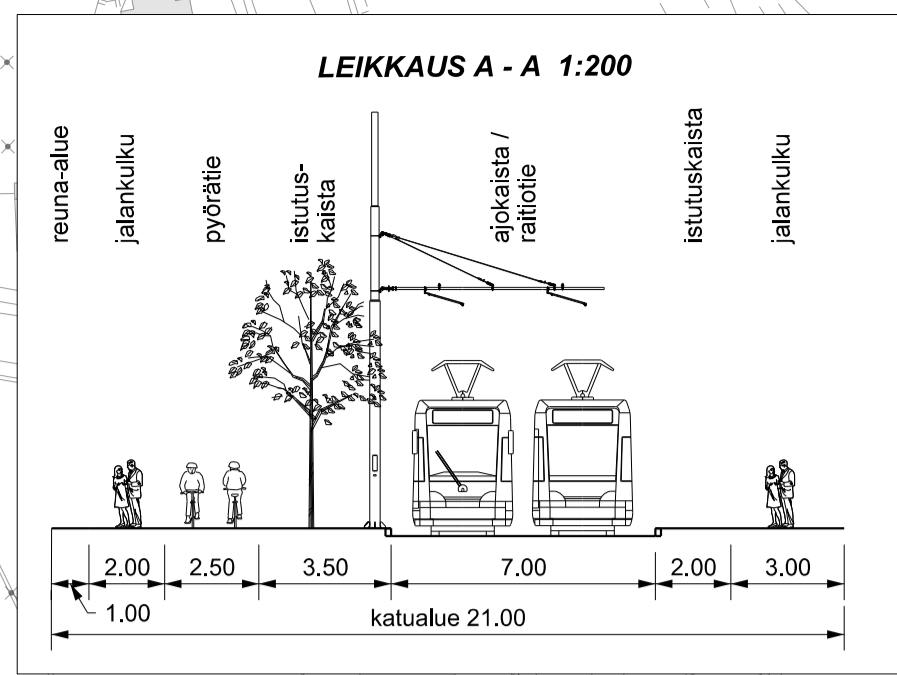 LEIKKAUS A - A 1:200
reuna-alue
jalankulku
pyörätie
istutus-
kaista
ajokaista /
raitiotie
istutuskaista
jalankulku
2.00 2.50 3.50 7.00 2.00 3.00
1.00
katualue 21.00